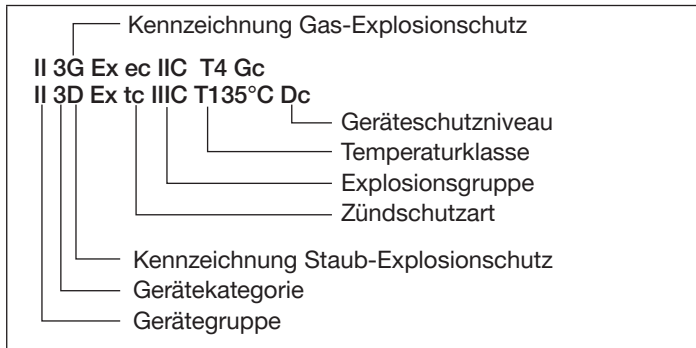 Kennzeichnung Gas-Explosionschutz
II 3G Ex ec IIC T4 Gc
II 3D Ex tc IIIC T135°C Dc
Geräteschutzniveau
Temperaturklasse
Explosionsgruppe
Zündschutzart
Kennzeichnung Staub-Explosionschutz
Gerätekategorie
Gerätegruppe